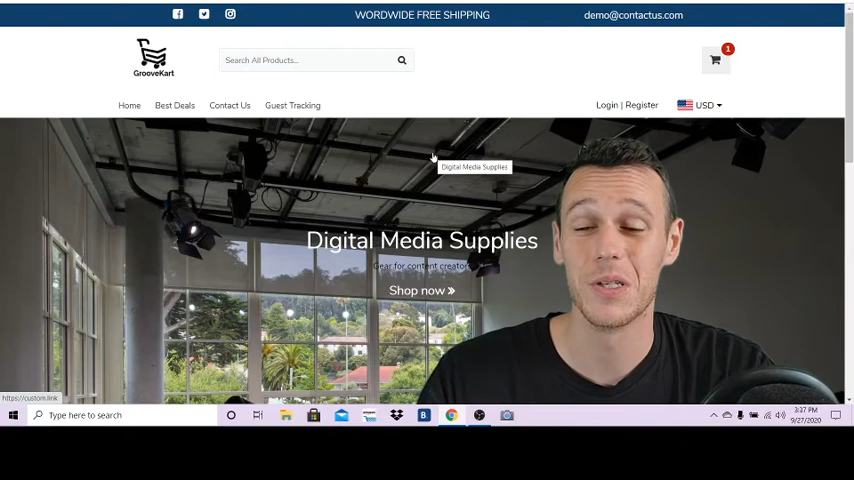 WORDWIDE FREE SHIPPING
demo@contactus.com
GrooveKart
Search All Products...
1
Home
Best Deals
Contact Us
Guest Tracking
Login | Register
USD
Digital Media Supplies
Digital Media Supplies
Gear for content creators
Shop now »
https://custom.link
Type here to search
B
3:37 PM
9/27/2020